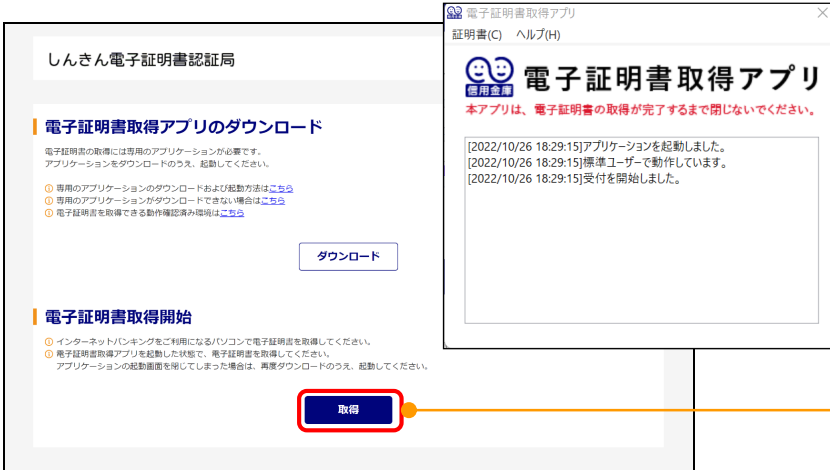 しんきん電子証明書認証局
電子証明書取得アプリのダウンロード
電子証明書の取得には専用のアプリケーションが必要です。
アプリケーションをダウンロードのうえ、起動してください。
① 専用のアプリケーションのダウンロードおよび起動方法はこちら
① 専用のアプリケーションがダウンロードできない場合はこちら
① 電子証明書を取得できる動作確認済み環境はこちら
ダウンロード
電子証明書取得開始
① インターネットバンキングをご利用になるパソコンで電子証明書を取得してください。
① 電子証明書取得アプリを起動した状態で、電子証明書を取得してください。
アプリケーションの起動画面を閉じてしまった場合は、再度ダウンロードのうえ、起動してください。
取得
電子証明書取得アプリ
証明書(C) ヘルプ(H)
信用金庫
電子証明書取得アプリ
本アプリは、電子証明書の取得が完了するまで閉じないでください。
[2022/10/26 18:29:15]アプリケーションを起動しました。
[2022/10/26 18:29:15]標準ユーザーで動作しています。
[2022/10/26 18:29:15]受付を開始しました。